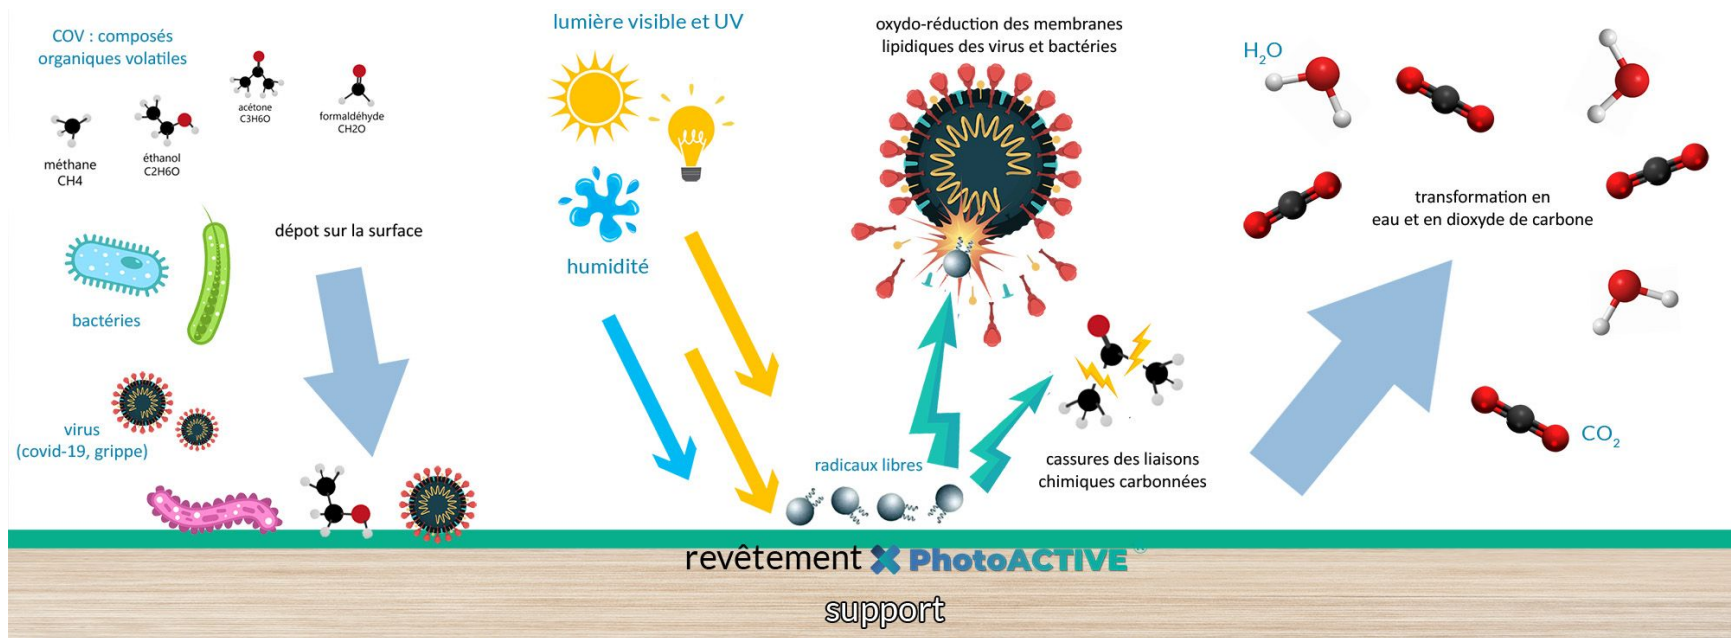 COV : composés
organiques volatiles
acétone
C3H6O
formaldéhyde
CH2O
méthane
CH4
éthanol
C2H6O
bactéries
virus
(covid-19, grippe)
dépot sur la surface
lumière visible et UV
humidité
oxydo-réduction des membranes
lipidiques des virus et bactéries
radicaux libres
cassures des liaisons
chimiques carbonnées
H₂O
transformation en
eau et en dioxyde de carbone
CO₂
revêtement PhotoACTIVE®
support